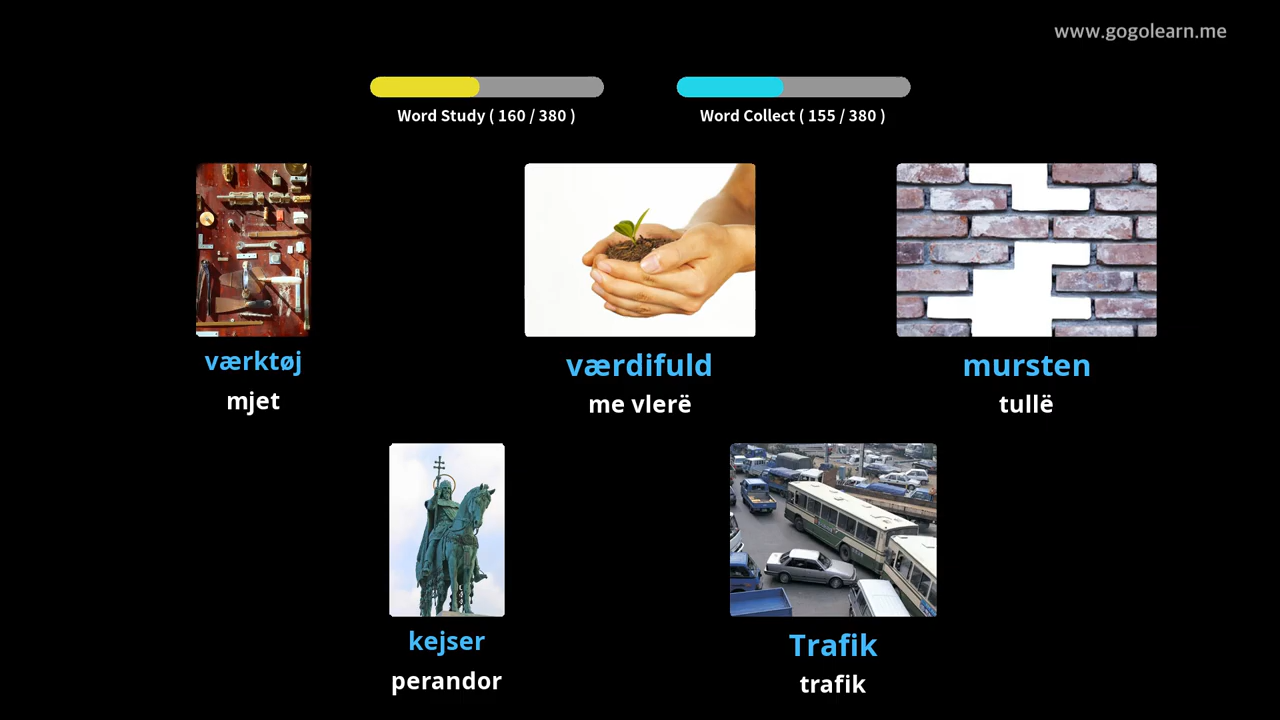 www.gogolearn.me
Word Study ( 160 / 380 )
Word Collect ( 155 / 380 )
værktøj
mjet
værdifuld
me vlerë
mursten
tullë
kejser
perandor
Trafik
trafik